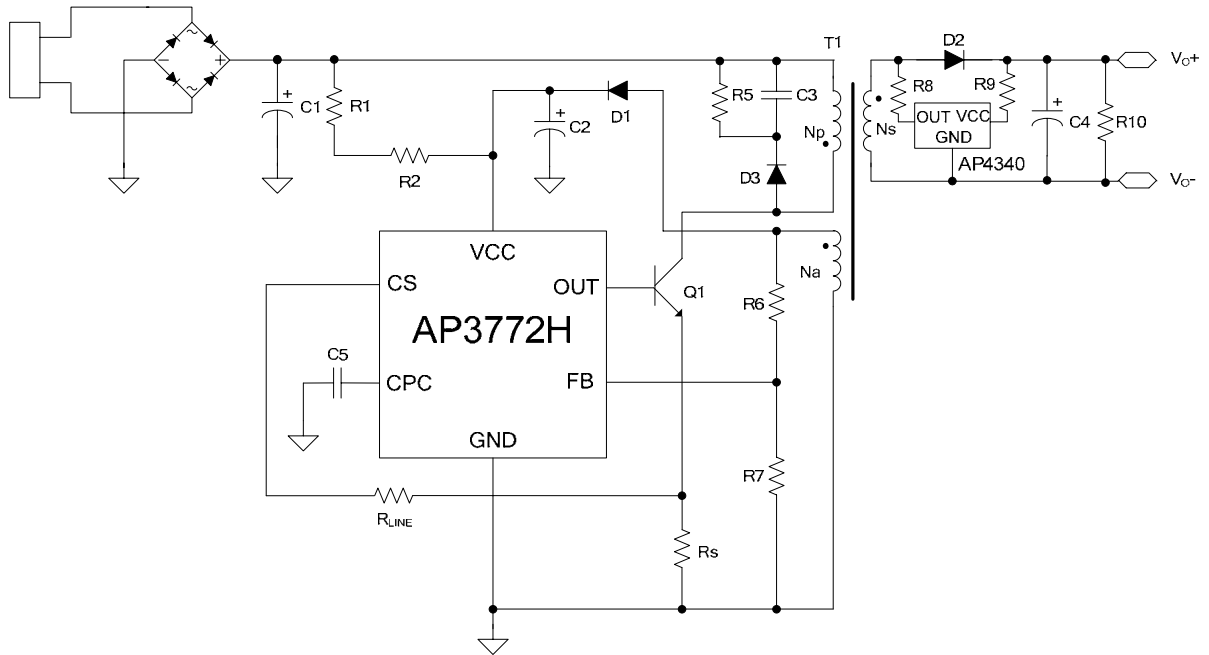 T1
D2
VO+
~
+
C1
R1
+
C2
D1
R5
C3
R8
R9
+
C4
R10
OUT VCC
GND
AP4340
Np
Ns
−
+
~
R2
D3
VO-
VCC
CS
OUT
Q1
Na
R6
AP3772H
C5
CPC
FB
GND
R7
RLINE
Rs